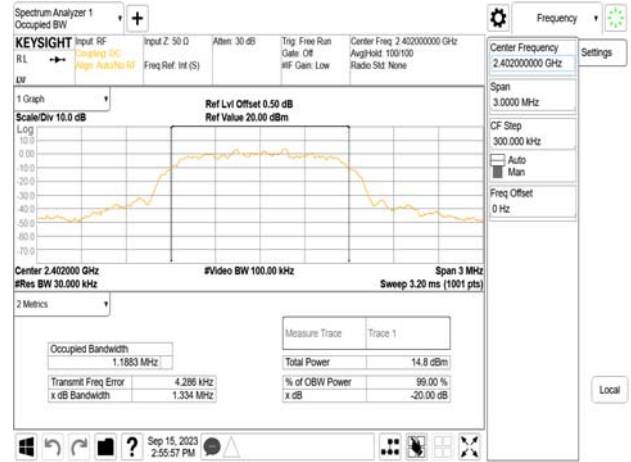 Spectrum Analyzer 1
Occupied BW
Frequency
KEYSIGHT
Input: RF
Coupling: DC
Align: Auto/No RF
Input Z: 50 Ω
Freq Ref: Int (S)
Atten: 30 dB
Trig: Free Run
Gate: Off
#IF Gain: Low
Center Freq: 2.402000000 GHz
Avg|Hold: 100/100
Radio Std: None
RL
Center Frequency
2.402000000 GHz
Settings
Span
3.0000 MHz
CF Step
300.000 kHz
Auto
Man
Freq Offset
0 Hz
1 Graph
Scale/Div 10.0 dB
Ref Lvl Offset 0.50 dB
Ref Value 20.00 dBm
Log
10.0
0.00
-10.0
-20.0
-30.0
-40.0
-50.0
-60.0
-70.0
Center 2.402000 GHz
#Video BW 100.00 kHz
Span 3 MHz
#Res BW 30.000 kHz
Sweep 3.20 ms (1001 pts)
2 Metrics
Measure Trace
Trace 1
Occupied Bandwidth
1.1883 MHz
Total Power
14.8 dBm
Transmit Freq Error
4.286 kHz
% of OBW Power
99.00 %
x dB Bandwidth
1.334 MHz
x dB
-20.00 dB
Local
Sep 15, 2023
2:55:57 PM